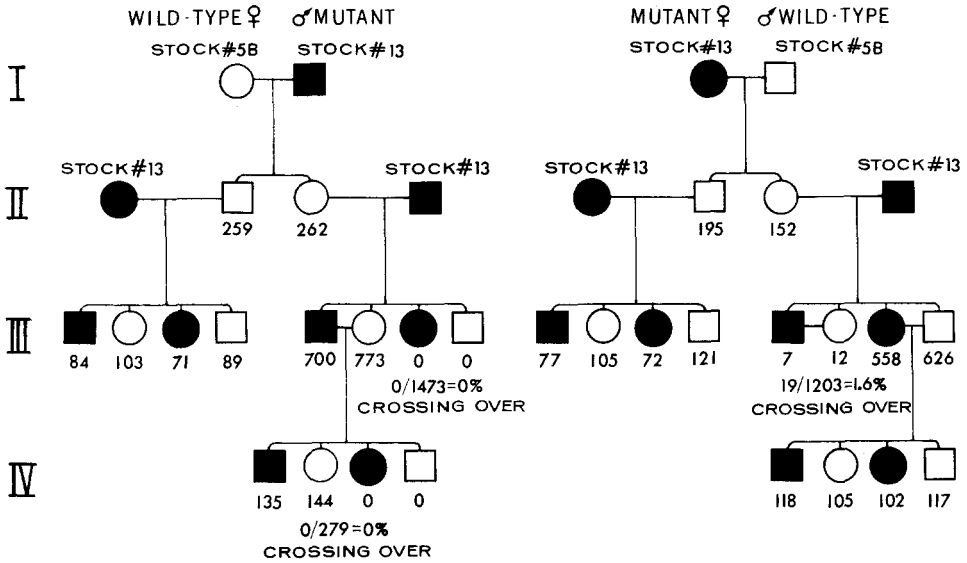 WILD-TYPE ♀ ♂ MUTANT MUTANT ♀ ♂ WILD-TYPE
STOCK#5B STOCK#13 STOCK#13 STOCK#5B
I
STOCK#13 STOCK#13 STOCK#13 STOCK#13
II
259 262 195 152
III
84 103 71 89 700 773 0 0 77 105 72 121 7 12 558 626
0/1473=0% 19/1203=1.6%
CROSSING OVER CROSSING OVER
IV
135 144 0 0 118 105 102 117
0/279=0%
CROSSING OVER